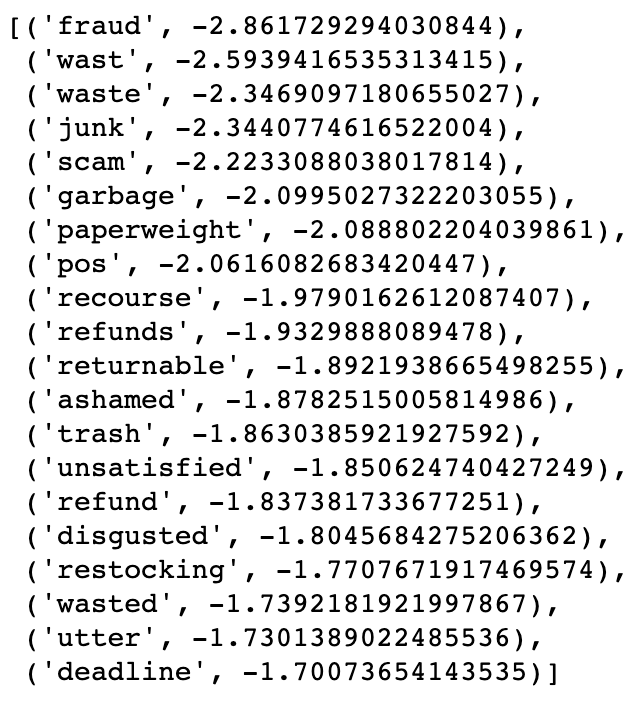 [('fraud', -2.861729294030844),
('wast', -2.5939416535313415),
('waste', -2.3469097180655027),
('junk', -2.3440774616522004),
('scam', -2.2233088038017814),
('garbage', -2.0995027322203055),
('paperweight', -2.088802204039861),
('pos', -2.0616082683420447),
('recourse', -1.9790162612087407),
('refunds', -1.9329888089478),
('returnable', -1.8921938665498255),
('ashamed', -1.8782515005814986),
('trash', -1.8630385921927592),
('unsatisfied', -1.850624740427249),
('refund', -1.837381733677251),
('disgusted', -1.8045684275206362),
('restocking', -1.7707671917469574),
('wasted', -1.7392181921997867),
('utter', -1.7301389022485536),
('deadline', -1.70073654143535)]